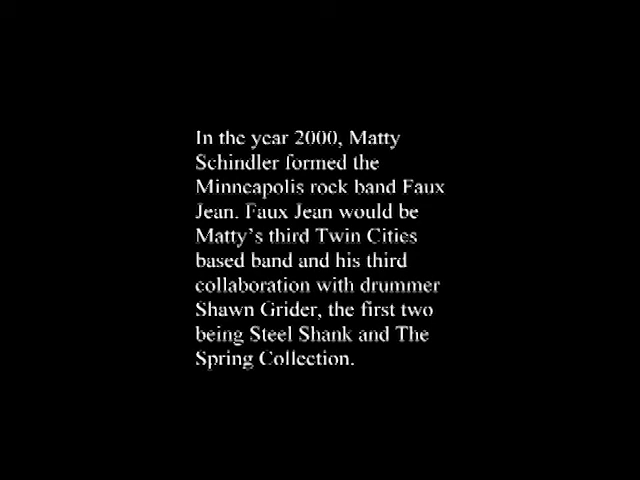 In the year 2000, Matty
Schindler formed the
Minneapolis rock band Faux
Jean. Faux Jean would be
Matty's third Twin Cities
based band and his third
collaboration with drummer
Shawn Grider, the first two
being Steel Shank and The
Spring Collection.